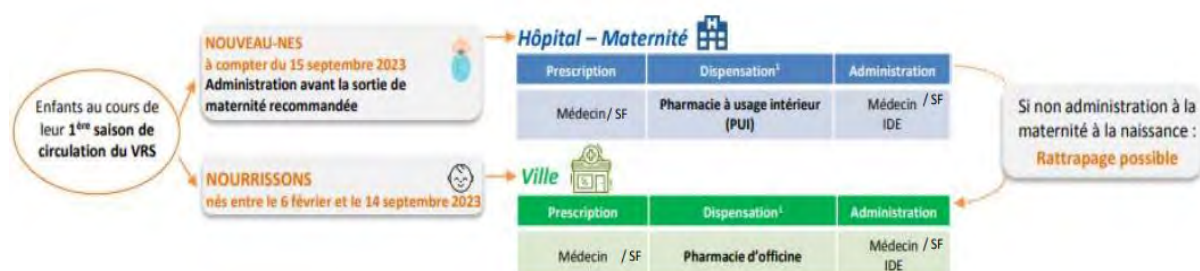 Enfants au cours de
leur 1ère saison de
circulation du VRS
NOUVEAU-NES
à compter du 15 septembre 2023
Administration avant la sortie de
maternité recommandée
Hôpital – Maternité
Prescription Dispensation¹ Administration
Médecin/ SF Pharmacie à usage intérieur
(PUI) Médecin / SF
IDE
Si non administration à la
maternité à la naissance :
Rattrapage possible
NOURRISSONS
nés entre le 6 février et le 14 septembre 2023
Ville
Prescription Dispensation¹ Administration
Médecin / SF Pharmacie d'officine Médecin / SF
IDE